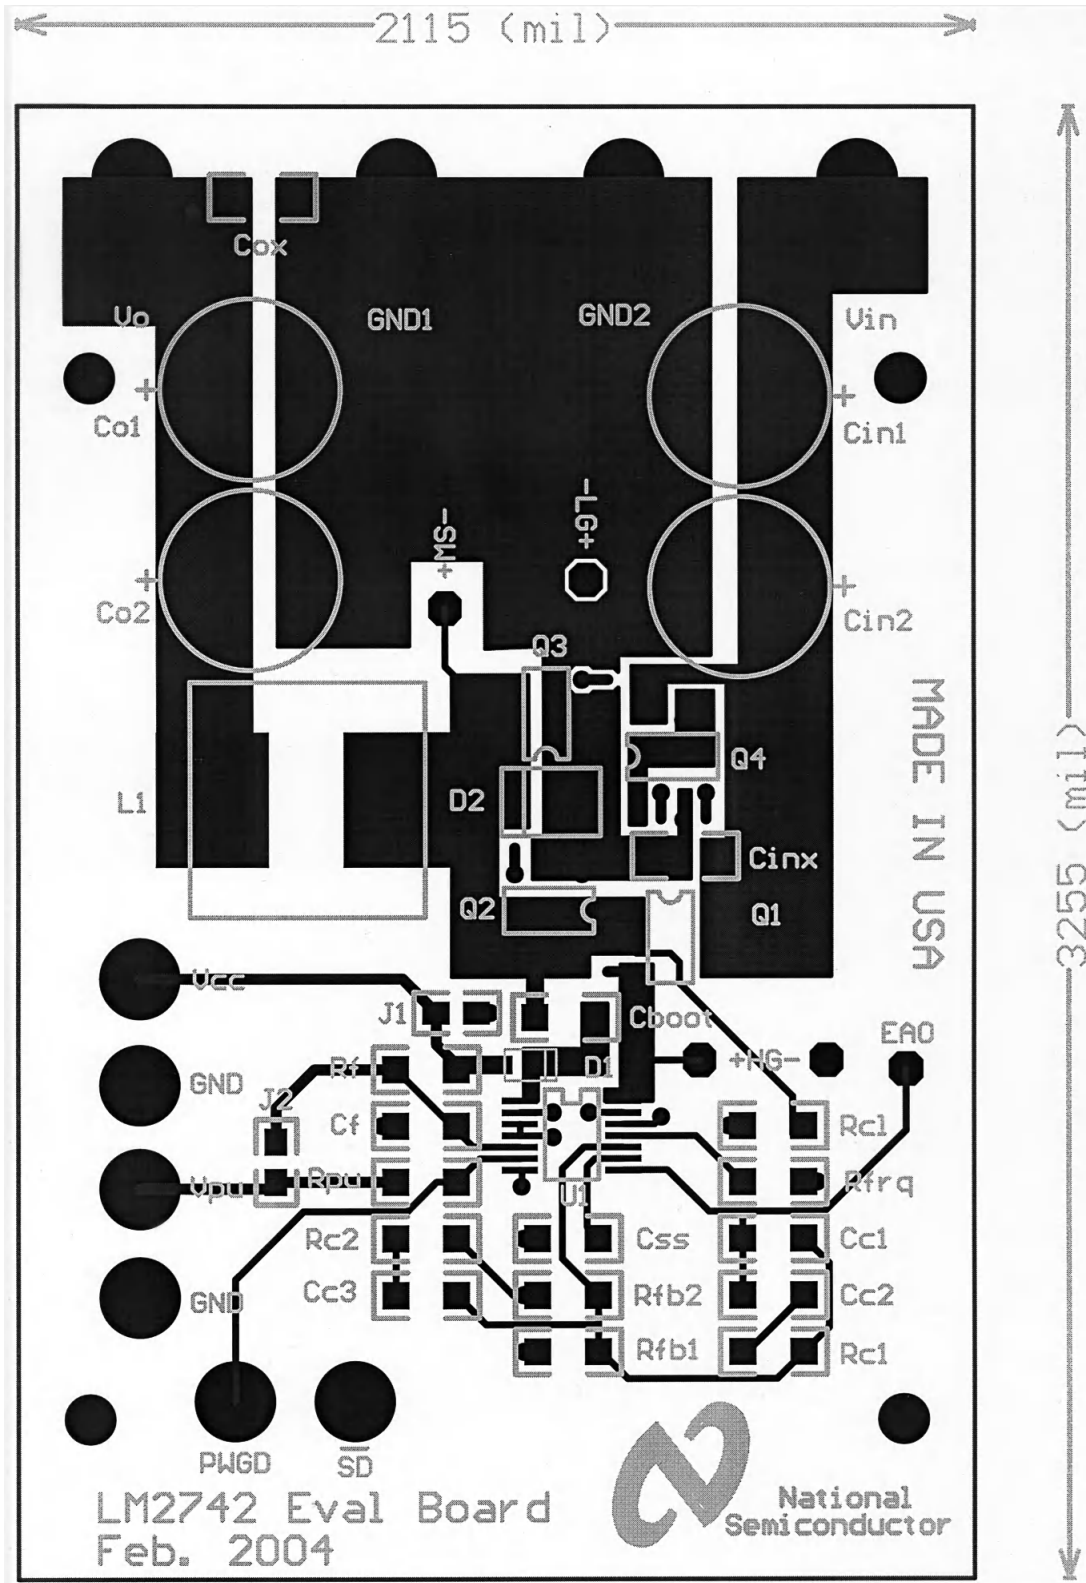 2115 (mil)
3255 (mil)
Cox
Vo
GND1
GND2
Vin
+
Co1
+
Cin1
+MS-
-LG+
+
Co2
+
Cin2
Q3
MADE IN USA
Q4
L1
D2
Cinx
Q2
Q1
Vcc
J1
Cboot
EAO
GND
Rf
D1
+HG-
J2
Cf
Rcl
Vpu
Rpu
U1
Rfrq
Rc2
Css
Cc1
GND
Cc3
Rfb2
Cc2
Rfb1
Rc1
PWGD
SD
LM2742 Eval Board
Feb. 2004
National
Semiconductor